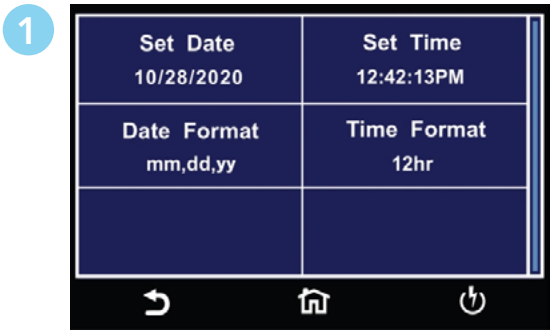 1
Set Date
10/28/2020
Set Time
12:42:13PM
Date Format
mm,dd,yy
Time Format
12hr